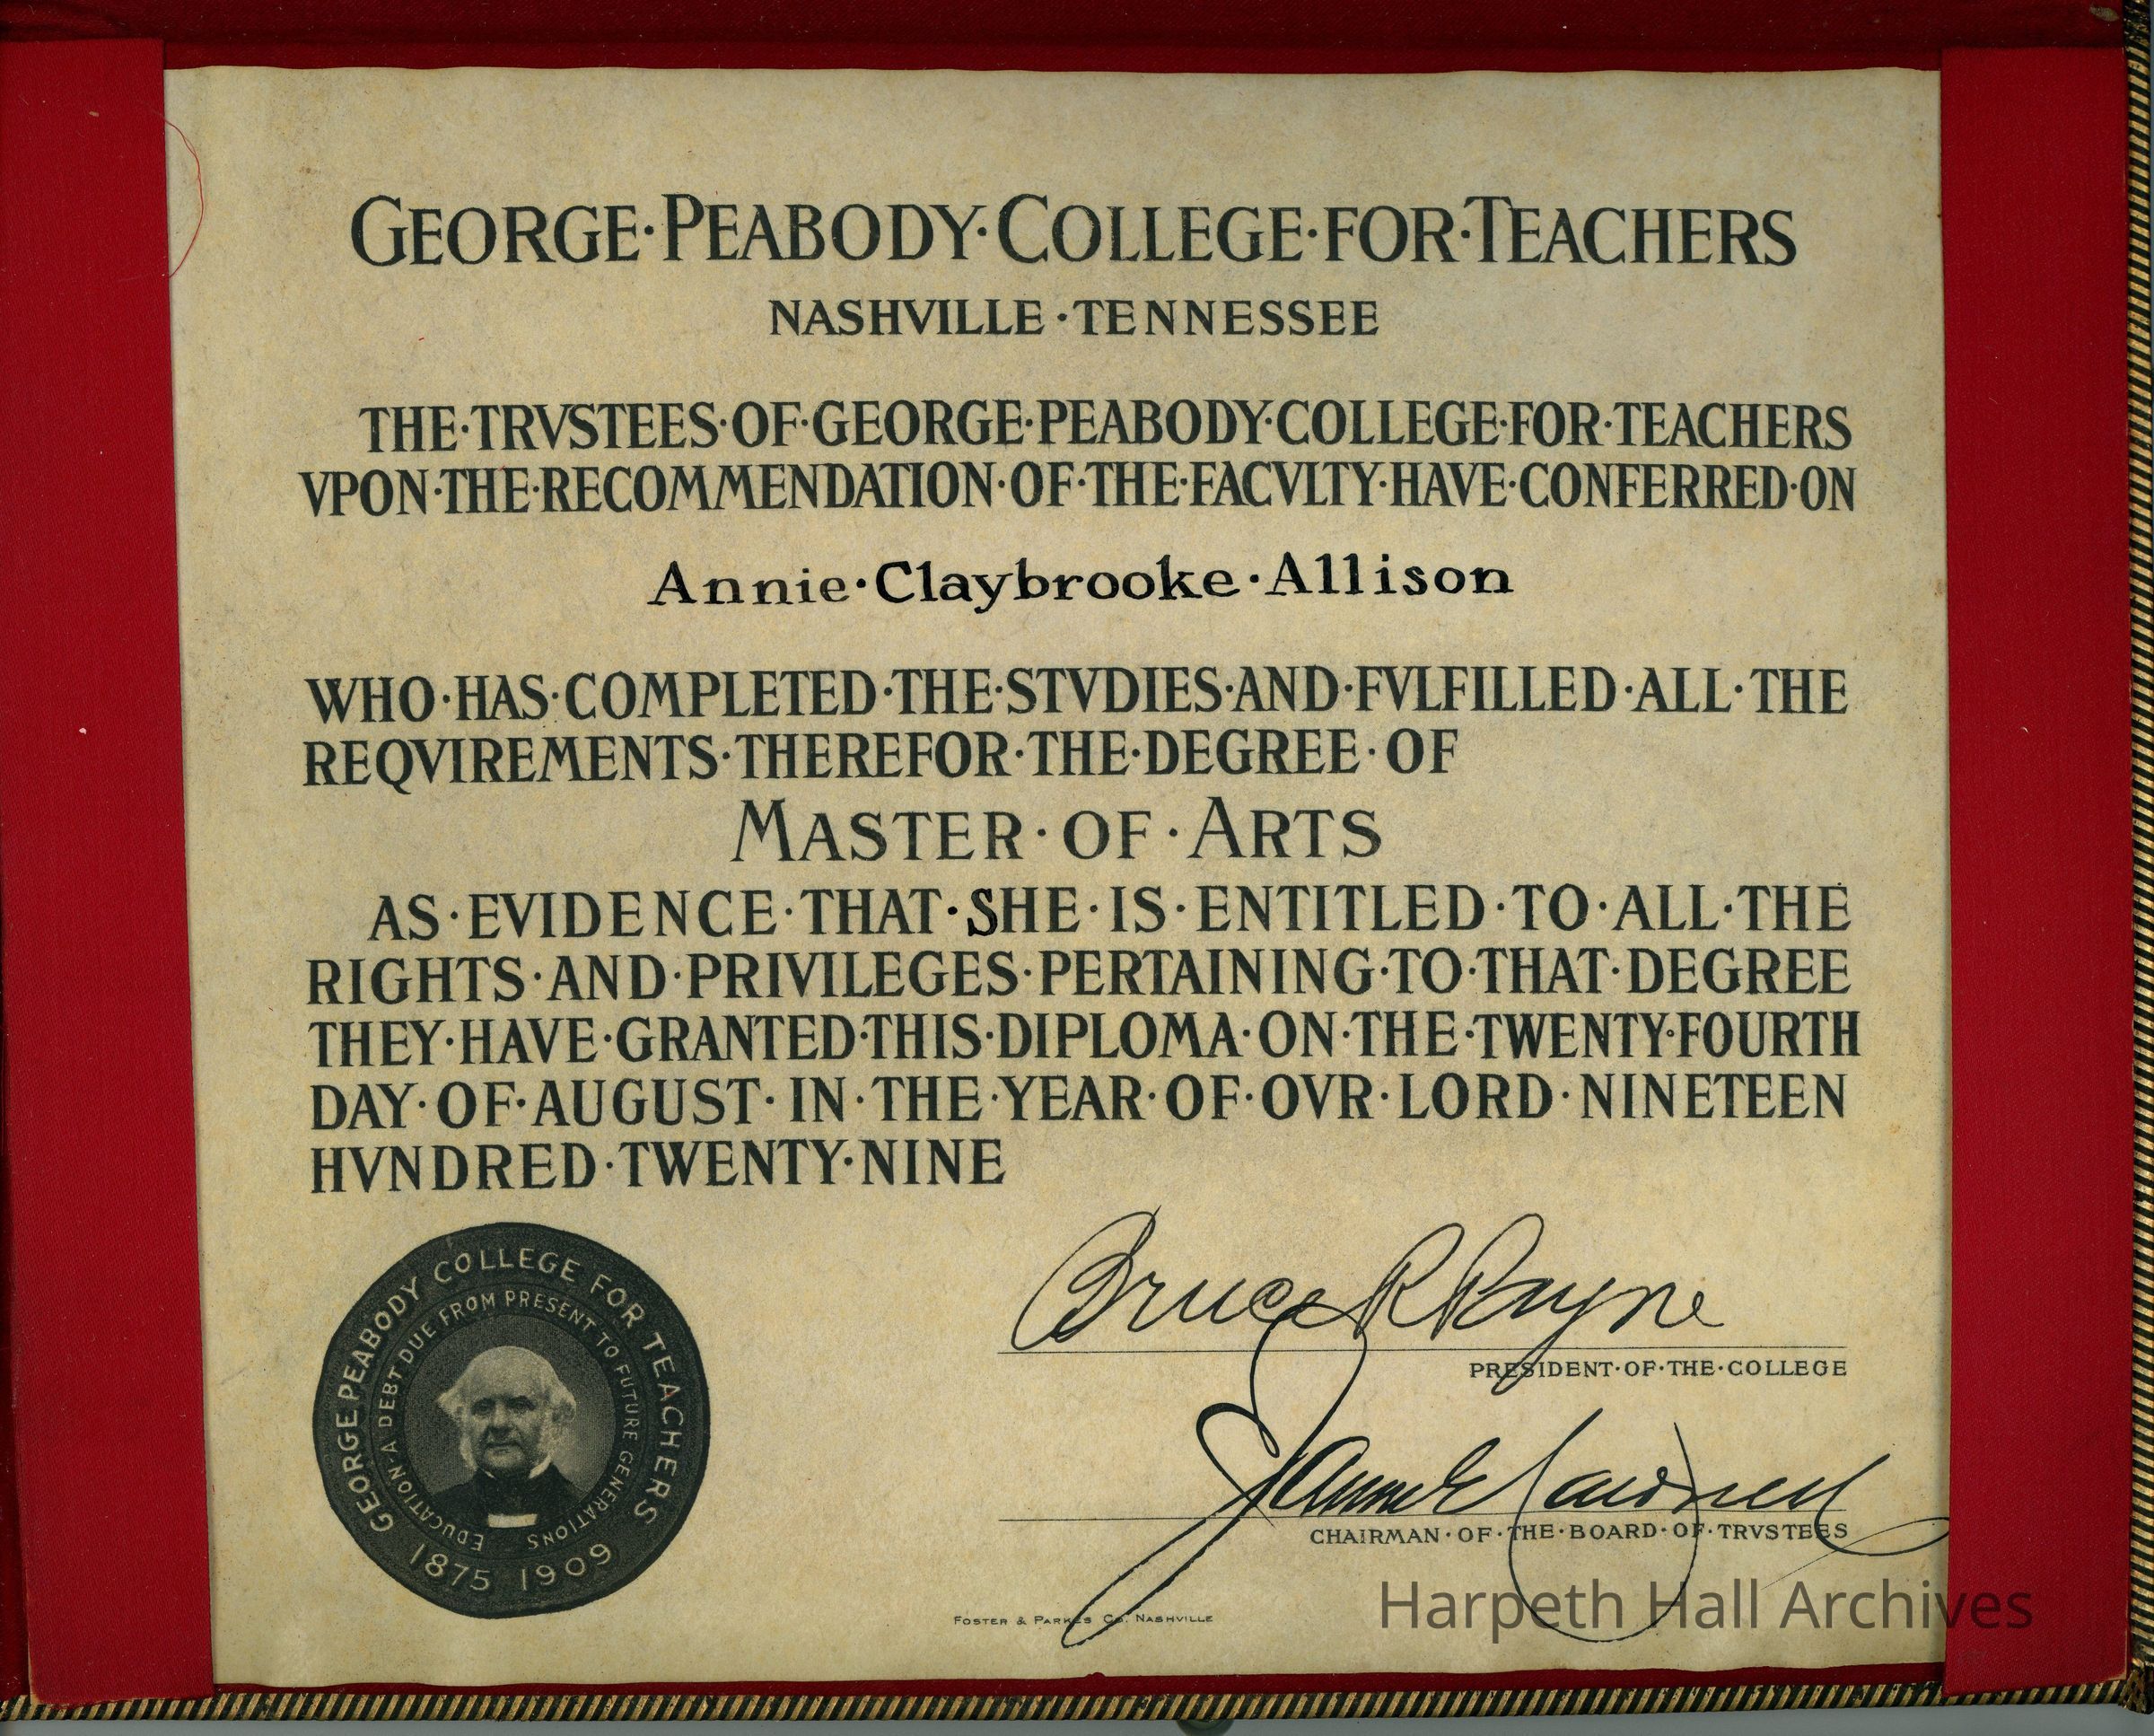 GEORGE·PEABODY·COLLEGE·FOR·TEACHERS
NASHVILLE·TENNESSEE
THE·TRVSTEES·OF·GEORGE·PEABODY·COLLEGE·FOR·TEACHERS
VPON·THE·RECOMMENDATION·OF·THE·FACVLTY·HAVE·CONFERRED·ON
Annie·Claybrooke·Allison
WHO·HAS·COMPLETED·THE·STVDIES·AND·FVLFILLED·ALL·THE
REQVIREMENTS·THEREFOR·THE·DEGREE·OF
MASTER·OF·ARTS
AS·EVIDENCE·THAT·SHE·IS·ENTITLED·TO·ALL·THE
RIGHTS·AND·PRIVILEGES·PERTAINING·TO·THAT·DEGREE
THEY·HAVE·GRANTED·THIS·DIPLOMA·ON·THE·TWENTY·FOURTH
DAY·OF·AUGUST·IN·THE·YEAR·OF·OVR·LORD·NINETEEN
HVNDRED·TWENTY·NINE
GEORGE PEABODY COLLEGE FOR TEACHERS
EDUCATION·A DEBT DUE FROM PRESENT TO FUTURE GENERATIONS
1875 1909
Bruce R Payne
PRESIDENT·OF·THE·COLLEGE
CHAIRMAN·OF·THE·BOARD·OF·TRVSTEES
FOSTER & PARKES CO. NASHVILLE
Harpeth Hall Archives